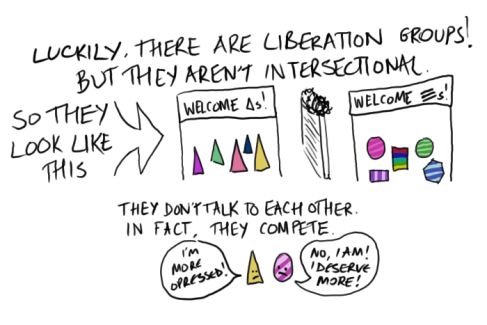 LUCKILY, THERE ARE LIBERATION GROUPS!
BUT THEY AREN'T INTERSECTIONAL.
SO THEY
LOOK LIKE
THIS
WELCOME Δs!
WELCOME ☰s!
THEY DON'T TALK TO EACH OTHER.
IN FACT, THEY COMPETE.
I'M
MORE
OPRESSED!
NO, I AM!
I DESERVE
MORE!